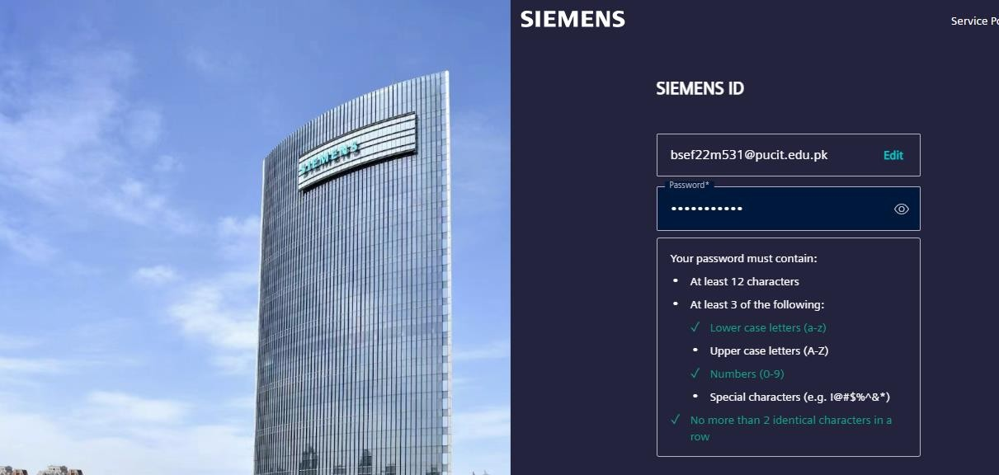 SIEMENS
SIEMENS
Service
SIEMENS ID
bsef22m531@pucit.edu.pk
Edit
Password*
•••••••••••
Your password must contain:
• At least 12 characters
• At least 3 of the following:
✓ Lower case letters (a-z)
• Upper case letters (A-Z)
✓ Numbers (0-9)
• Special characters (e.g. !@#$%^&*)
✓ No more than 2 identical characters in a
row